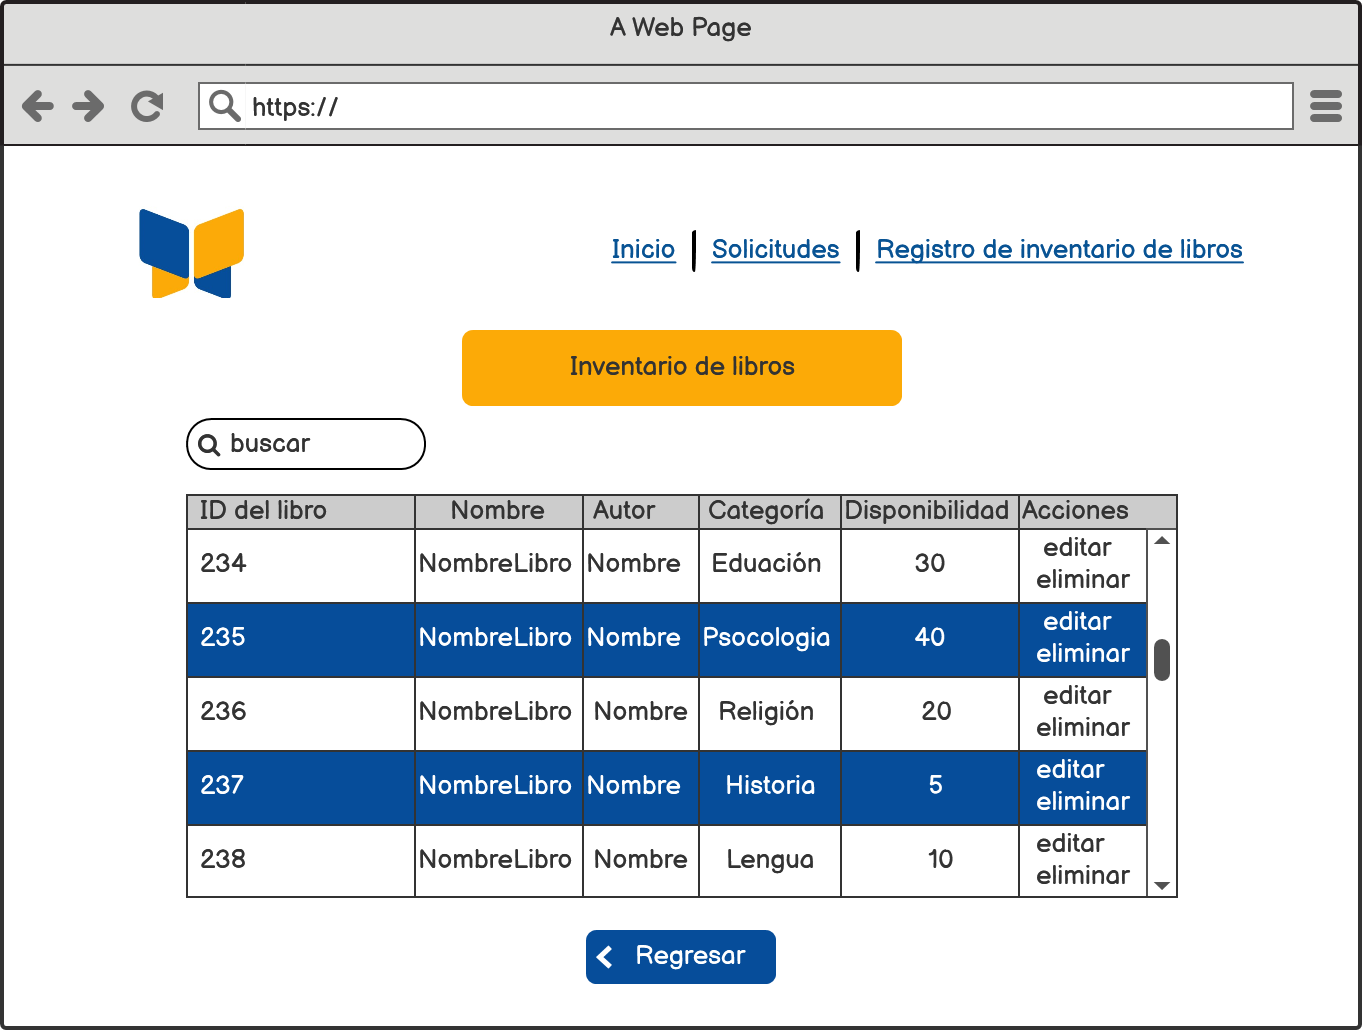 A Web Page
https://
Inicio Solicitudes Registro de inventario de libros
Inventario de libros
buscar
ID del libro Nombre Autor Categoría Disponibilidad Acciones
234 NombreLibro Nombre Eduación 30 editar
eliminar
235 NombreLibro Nombre Psocologia 40 editar
eliminar
236 NombreLibro Nombre Religión 20 editar
eliminar
237 NombreLibro Nombre Historia 5 editar
eliminar
238 NombreLibro Nombre Lengua 10 editar
eliminar
Regresar